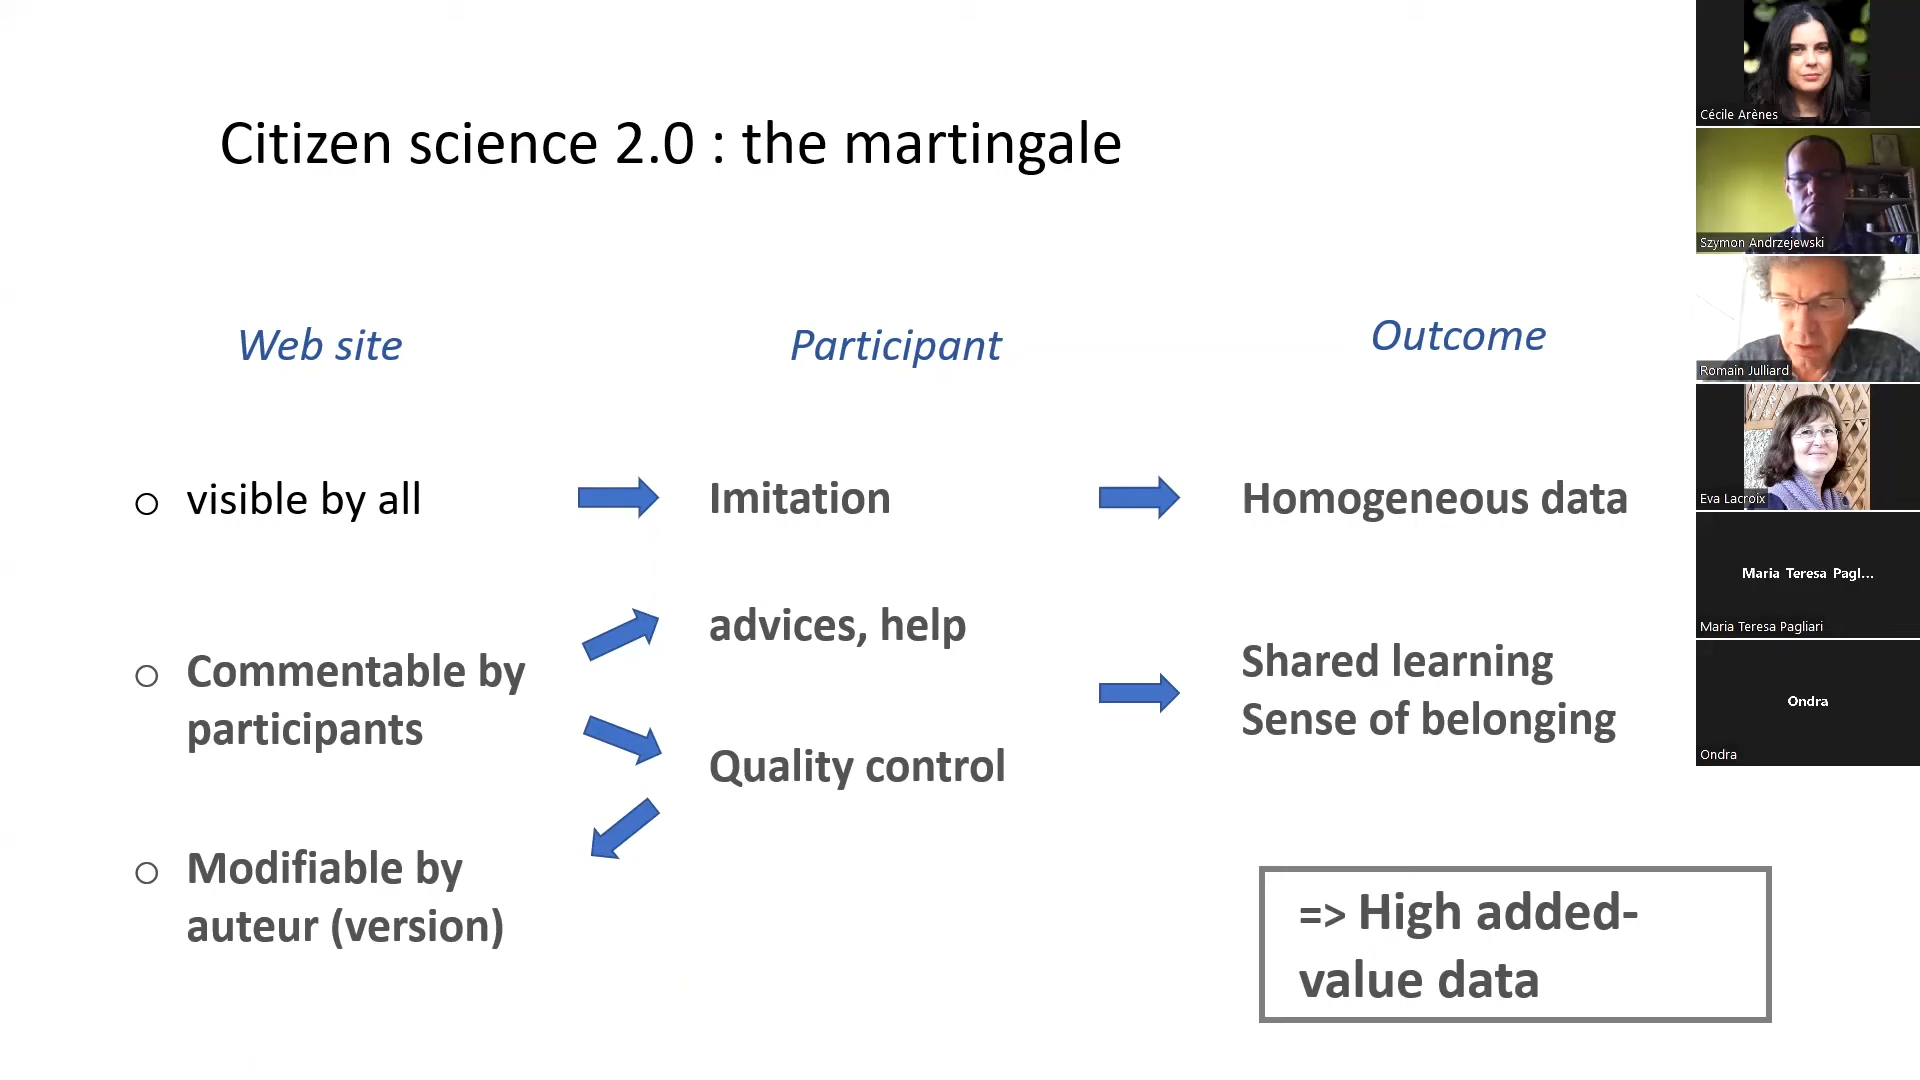 Citizen science 2.0 : the martingale
Web site
Participant
Outcome
○ visible by all
Imitation
Homogeneous data
○ Commentable by
participants
advices, help
Quality control
Shared learning
Sense of belonging
○ Modifiable by
auteur (version)
=> High added-
value data
Cécile Arènes
Szymon Andrzejewski
Romain Julliard
Eva Lacroix
Maria Teresa Pagl...
Maria Teresa Pagliari
Ondra
Ondra